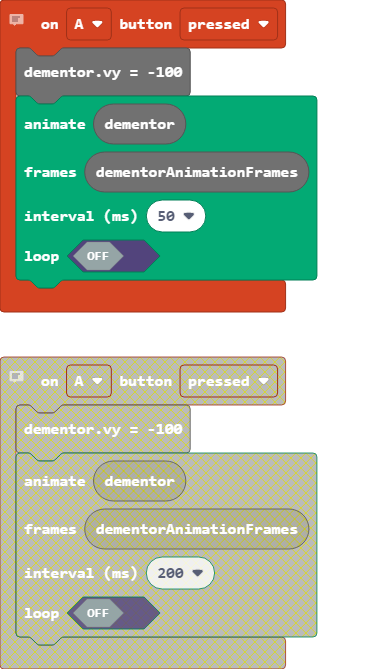 on A button pressed
dementor.vy = -100
animate dementor
frames dementorAnimationFrames
interval (ms) 50
loop OFF
on A button pressed
dementor.vy = -100
animate dementor
frames dementorAnimationFrames
interval (ms) 200
loop OFF